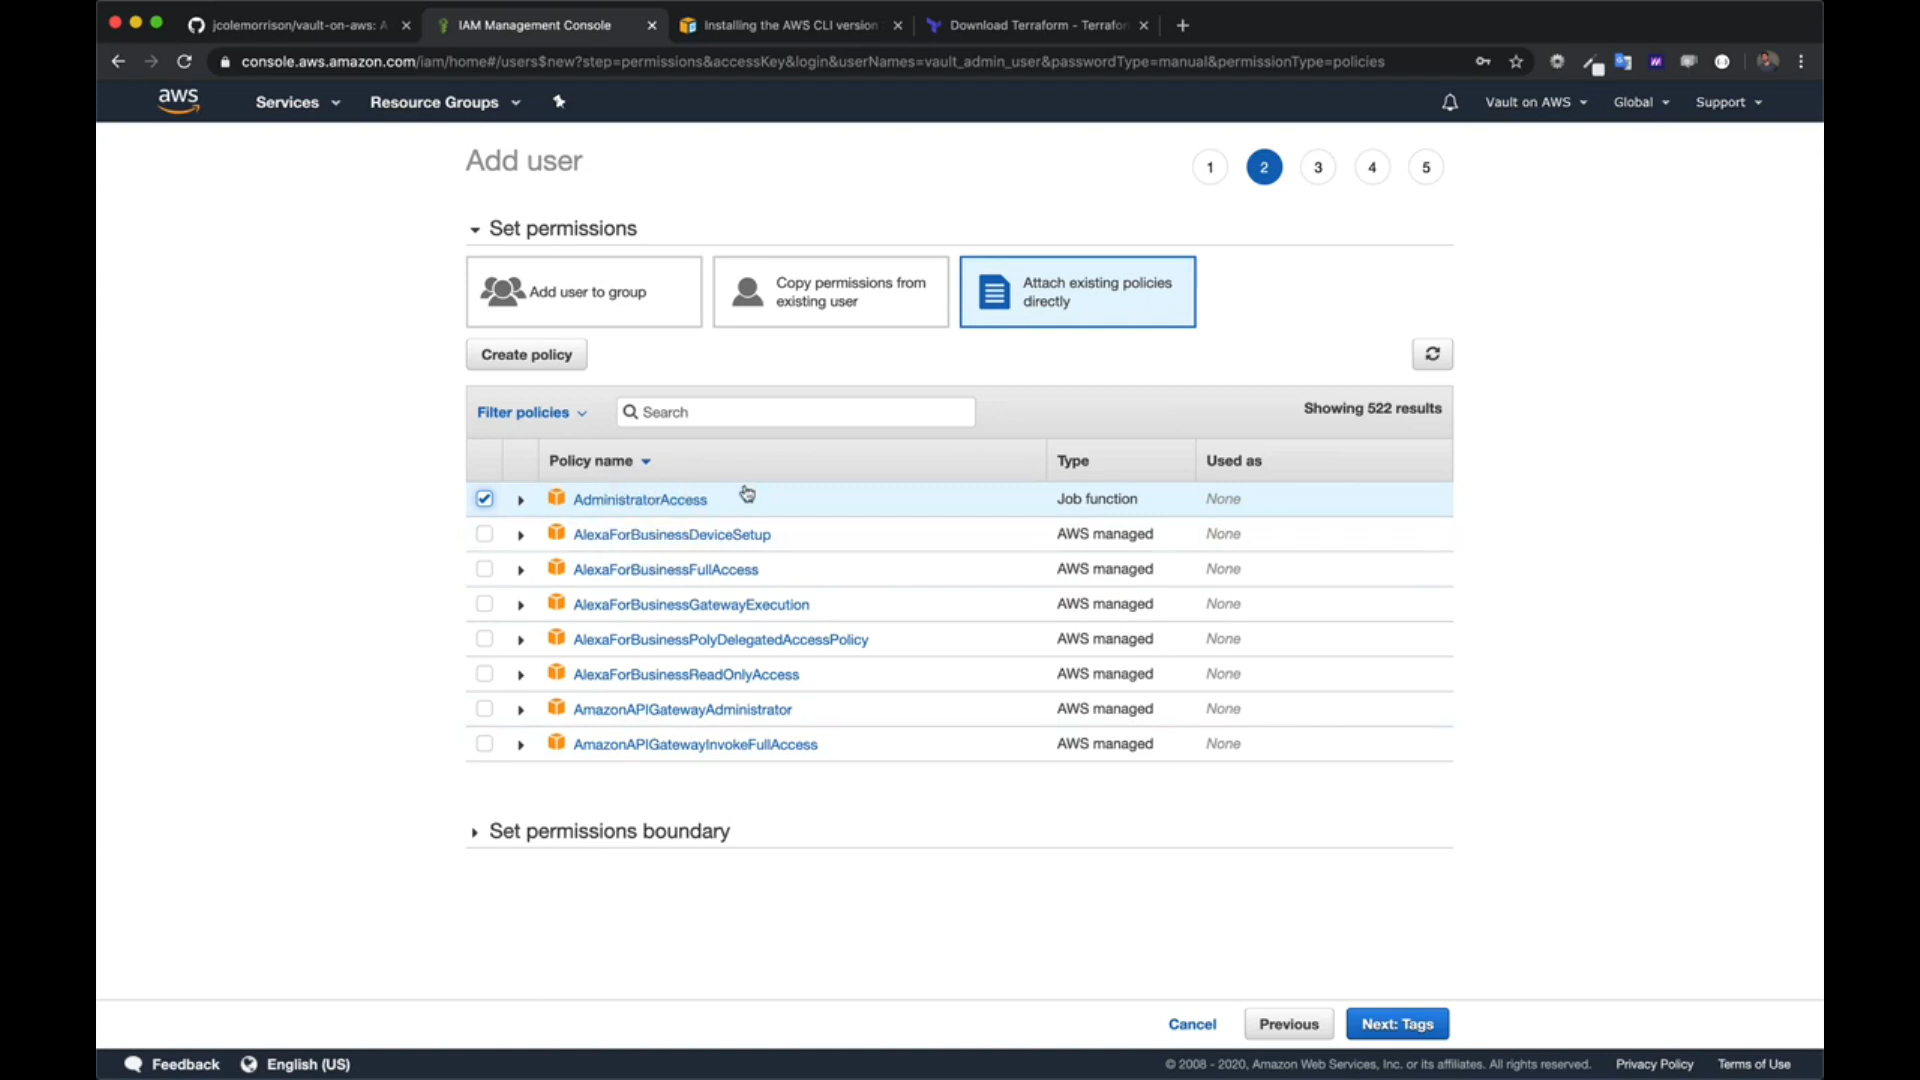 jcolemorrison/vault-on-aws: A
IAM Management Console
Installing the AWS CLI version
Download Terraform - Terrafor
console.aws.amazon.com/iam/home#/users$new?step=permissions&accessKey&login&userNames=vault_admin_user&passwordType=manual&permissionType=policies
aws
Services
Resource Groups
Vault on AWS
Global
Support
Add user
1
2
3
4
5
Set permissions
Add user to group
Copy permissions from
existing user
Attach existing policies
directly
Create policy
Filter policies
Search
Showing 522 results
Policy name
Type
Used as
AdministratorAccess
Job function
None
AlexaForBusinessDeviceSetup
AWS managed
None
AlexaForBusinessFullAccess
AWS managed
None
AlexaForBusinessGatewayExecution
AWS managed
None
AlexaForBusinessPolyDelegatedAccessPolicy
AWS managed
None
AlexaForBusinessReadOnlyAccess
AWS managed
None
AmazonAPIGatewayAdministrator
AWS managed
None
AmazonAPIGatewayInvokeFullAccess
AWS managed
None
Set permissions boundary
Cancel
Previous
Next: Tags
Feedback
English (US)
© 2008 - 2020, Amazon Web Services, Inc. or its affiliates. All rights reserved.
Privacy Policy
Terms of Use